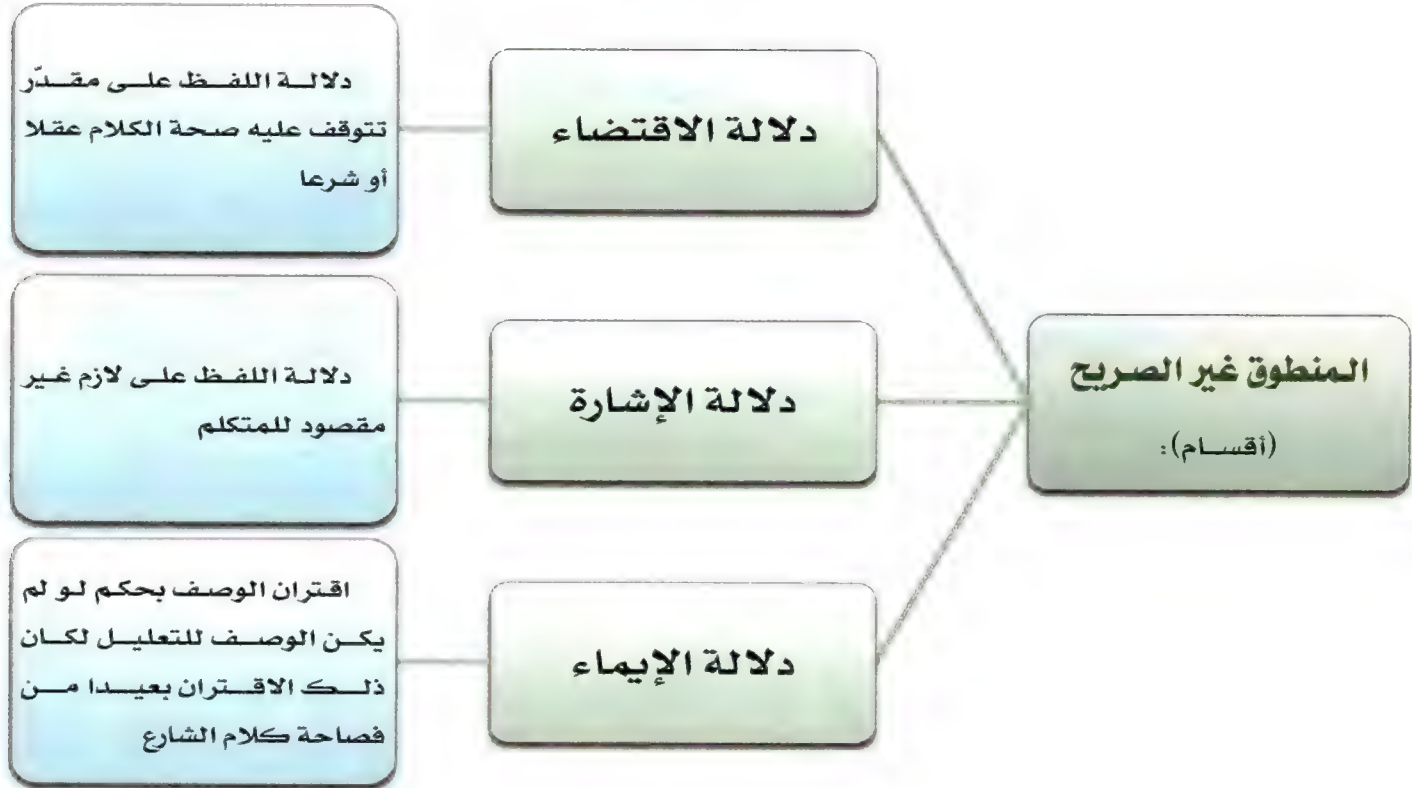 المنطوق غير الصريح
(أقسام):
دلالة الاقتضاء
دلالة اللفظ على مقدّر
تتوقف عليه صحة الكلام عقلا
أو شرعا
دلالة الإشارة
دلالة اللفظ على لازم غير
مقصود للمتكلم
دلالة الإيماء
اقتران الوصف بحكم لو لم
يكن الوصف للتعليل لكان
ذلك الاقتران بعيدا من
فصاحة كلام الشارع